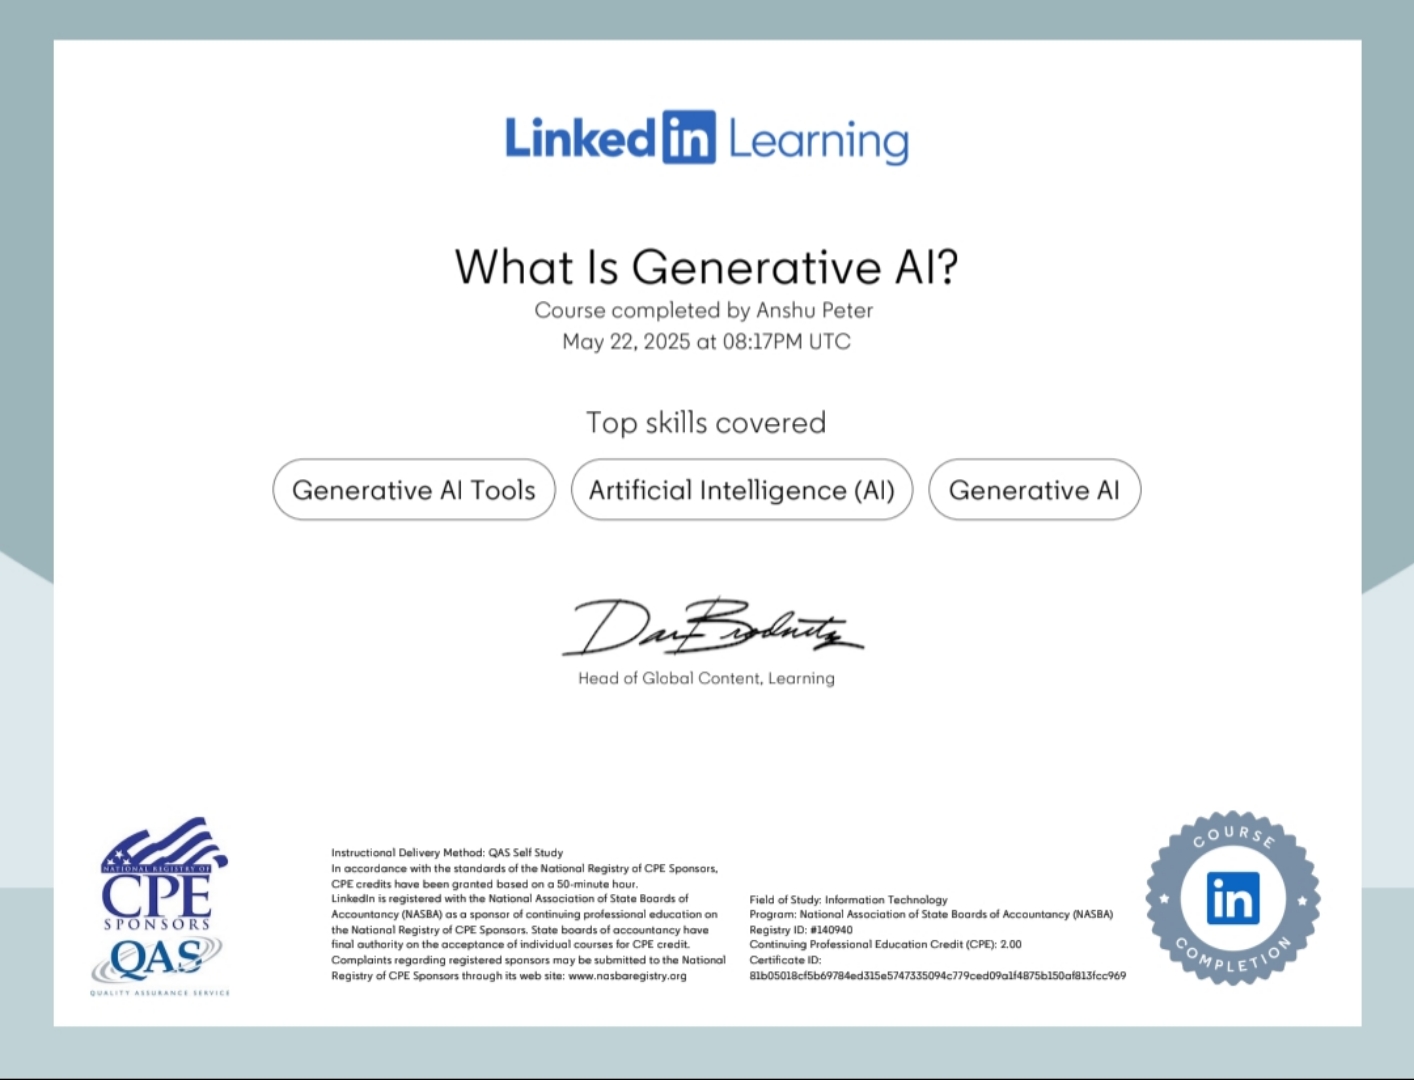 Linked in Learning
What Is Generative AI?
Course completed by Anshu Peter
May 22, 2025 at 08:17PM UTC
Top skills covered
Generative AI Tools
Artificial Intelligence (AI)
Generative AI
Head of Global Content, Learning
NATIONAL REGISTRY OF
CPE
SPONSORS
QAS
QUALITY ASSURANCE SERVICE
Instructional Delivery Method: QAS Self Study
In accordance with the standards of the National Registry of CPE Sponsors,
CPE credits have been granted based on a 50-minute hour.
LinkedIn is registered with the National Association of State Boards of
Accountancy (NASBA) as a sponsor of continuing professional education on
the National Registry of CPE Sponsors. State boards of accountancy have
final authority on the acceptance of individual courses for CPE credit.
Complaints regarding registered sponsors may be submitted to the National
Registry of CPE Sponsors through its web site: www.nasbaregistry.org
Field of Study: Information Technology
Program: National Association of State Boards of Accountancy (NASBA)
Registry ID: #140940
Continuing Professional Education Credit (CPE): 2.00
Certificate ID:
81b05018cf5b69784ed315e5747335094c779ced09a1f4875b150af813fcc969
COURSE
in
COMPLETION